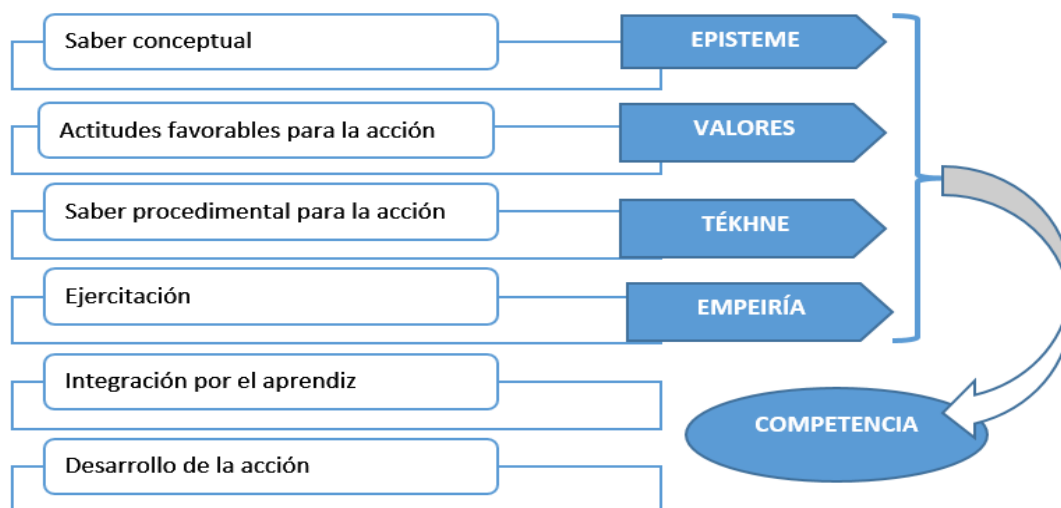 Saber conceptual
EPISTEME
Actitudes favorables para la acción
VALORES
Saber procedimental para la acción
TÉKHNE
Ejercitación
EMPEIRÍA
Integración por el aprendiz
COMPETENCIA
Desarrollo de la acción